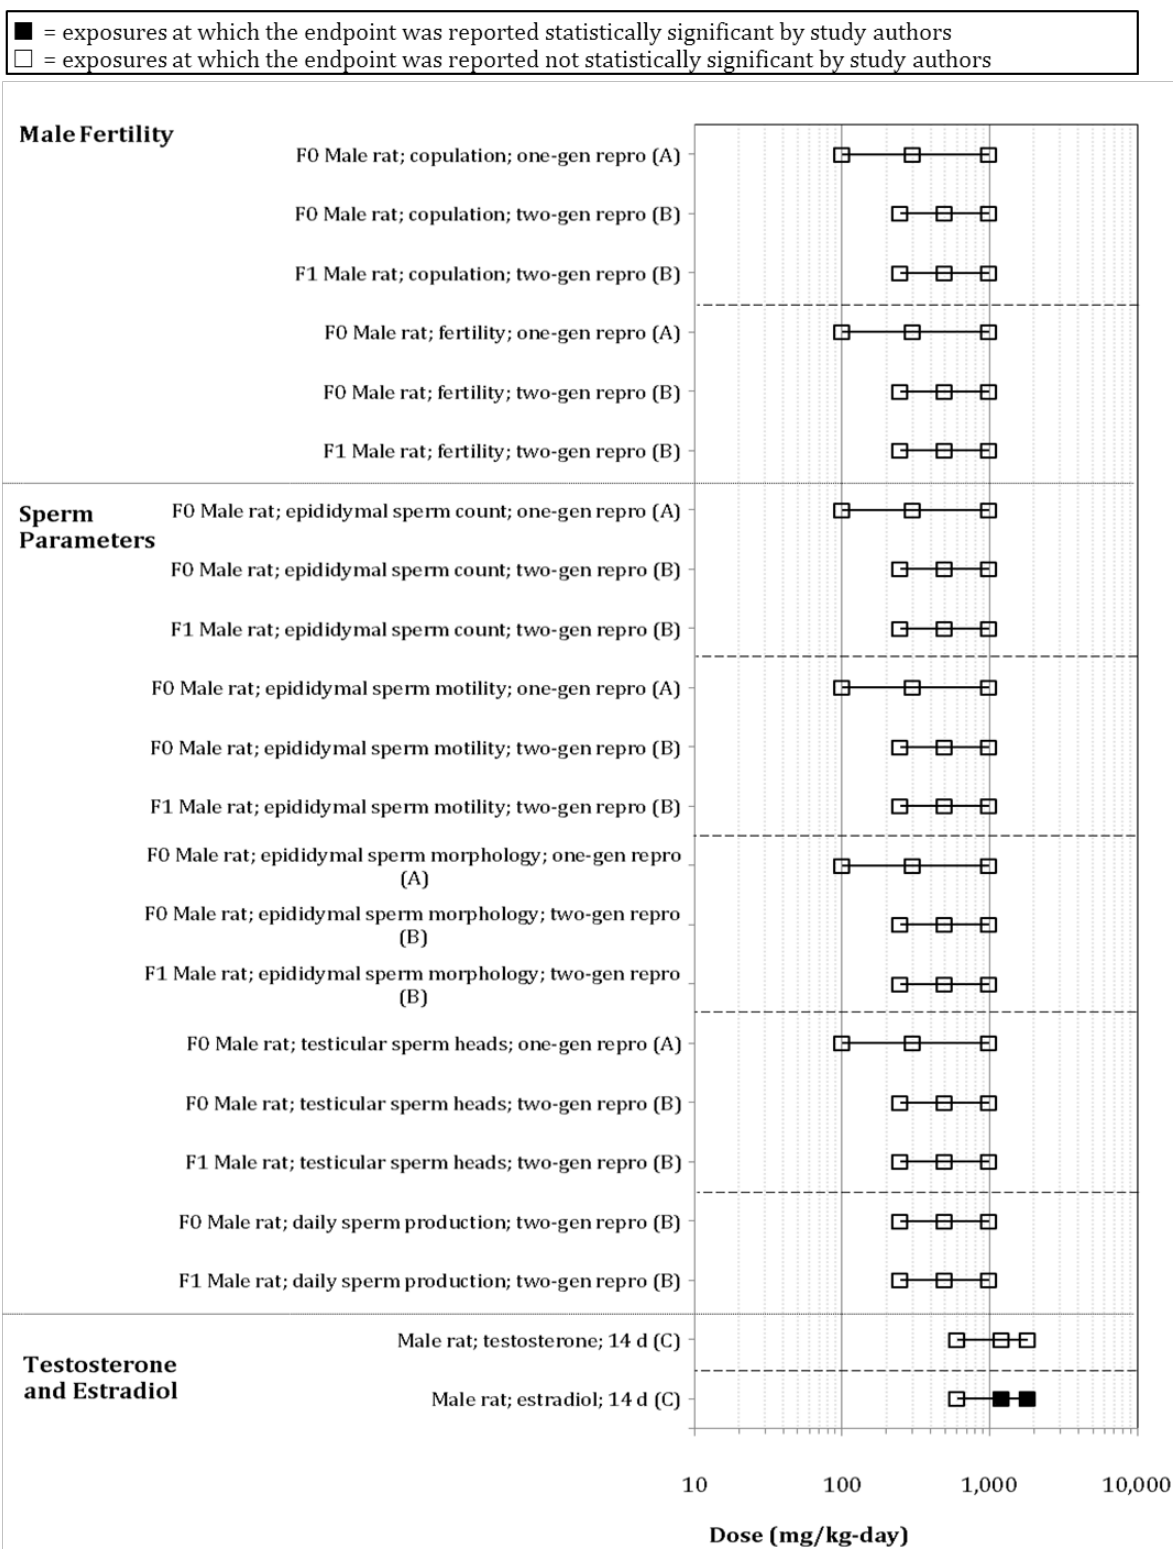 ■ = exposures at which the endpoint was reported statistically significant by study authors
□ = exposures at which the endpoint was reported not statistically significant by study authors
Male Fertility
F0 Male rat; copulation; one-gen repro (A)
F0 Male rat; copulation; two-gen repro (B)
F1 Male rat; copulation; two-gen repro (B)
F0 Male rat; fertility; one-gen repro (A)
F0 Male rat; fertility; two-gen repro (B)
F1 Male rat; fertility; two-gen repro (B)
Sperm
Parameters
F0 Male rat; epididymal sperm count; one-gen repro (A)
F0 Male rat; epididymal sperm count; two-gen repro (B)
F1 Male rat; epididymal sperm count; two-gen repro (B)
F0 Male rat; epididymal sperm motility; one-gen repro (A)
F0 Male rat; epididymal sperm motility; two-gen repro (B)
F1 Male rat; epididymal sperm motility; two-gen repro (B)
F0 Male rat; epididymal sperm morphology; one-gen repro
(A)
F0 Male rat; epididymal sperm morphology; two-gen repro
(B)
F1 Male rat; epididymal sperm morphology; two-gen repro
(B)
F0 Male rat; testicular sperm heads; one-gen repro (A)
F0 Male rat; testicular sperm heads; two-gen repro (B)
F1 Male rat; testicular sperm heads; two-gen repro (B)
F0 Male rat; daily sperm production; two-gen repro (B)
F1 Male rat; daily sperm production; two-gen repro (B)
Testosterone
and Estradiol
Male rat; testosterone; 14 d (C)
Male rat; estradiol; 14 d (C)
10 100 1,000 10,000
Dose (mg/kg-day)